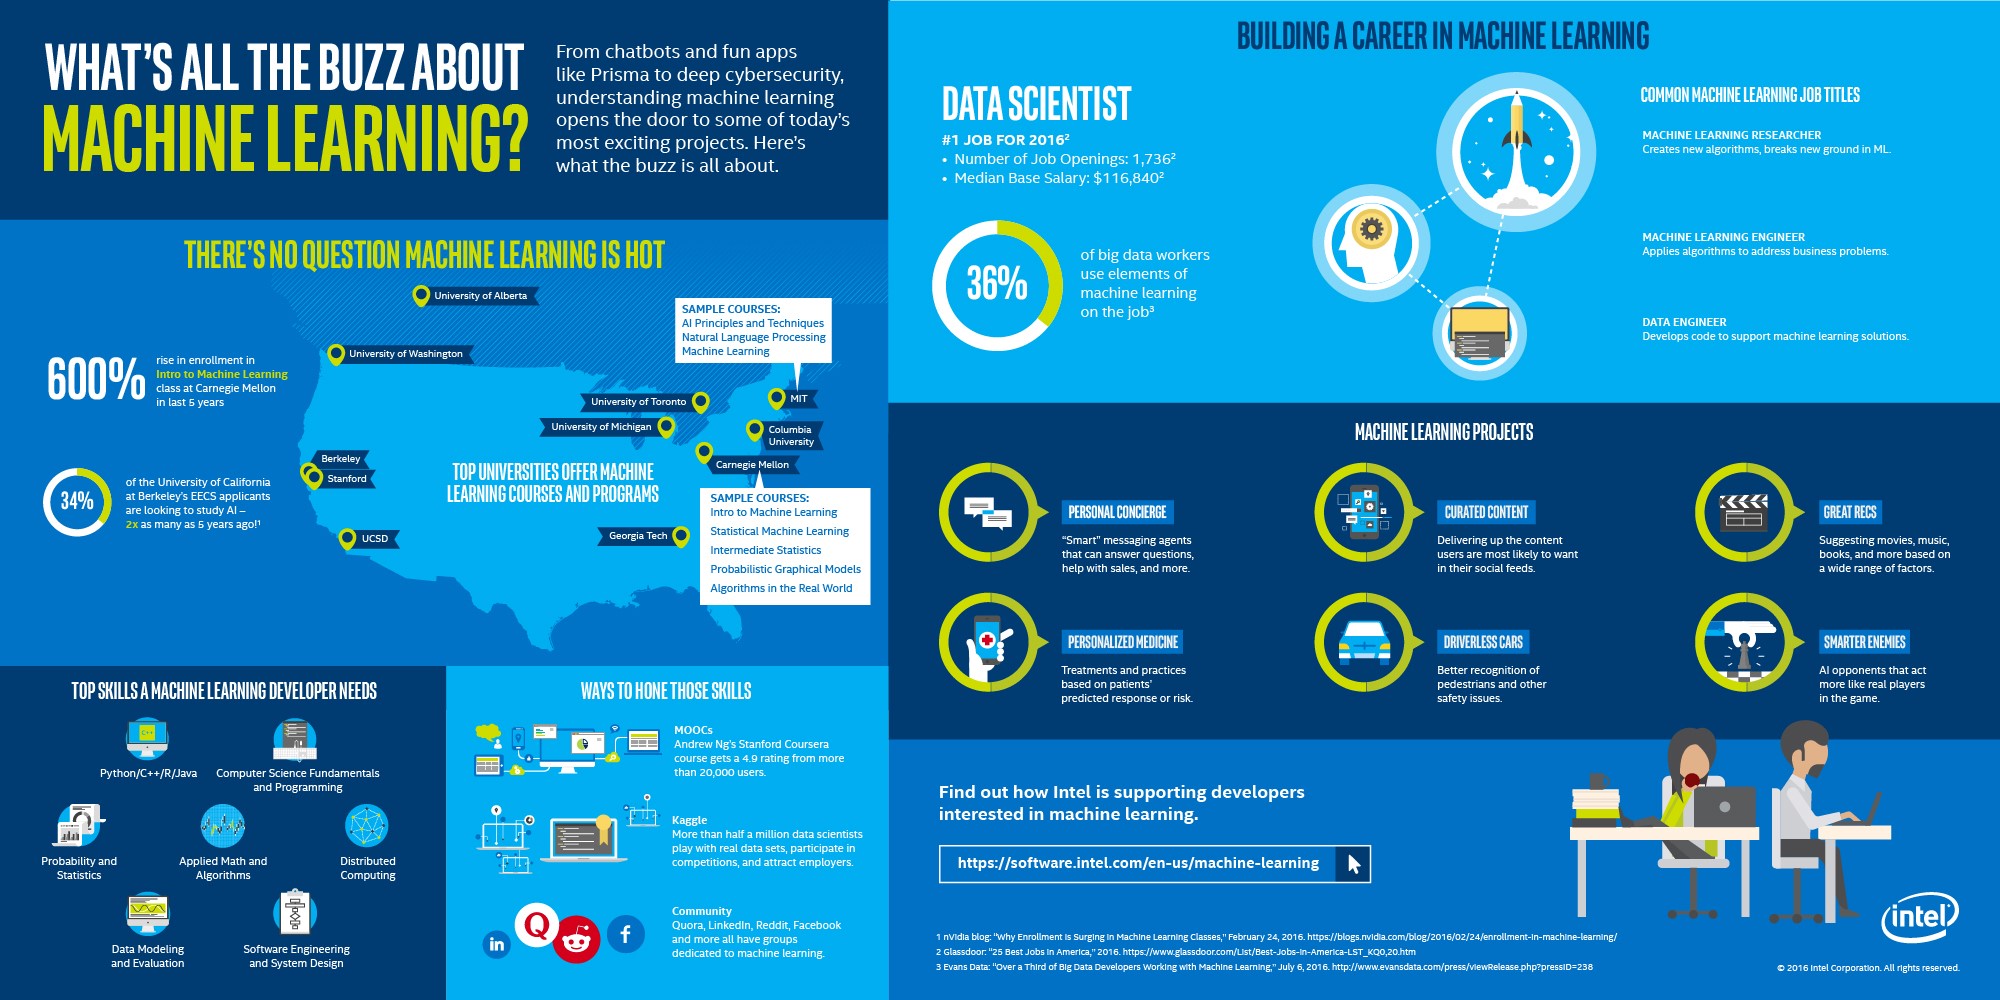 WHAT'S ALL THE BUZZ ABOUT
MACHINE LEARNING?
From chatbots and fun apps
like Prisma to deep cybersecurity,
understanding machine learning
opens the door to some of today's
most exciting projects. Here's
what the buzz is all about.
THERE'S NO QUESTION MACHINE LEARNING IS HOT
600%
rise in enrollment in
Intro to Machine Learning
class at Carnegie Mellon
in last 5 years
34%
of the University of California
at Berkeley's EECS applicants
are looking to study AI –
2x as many as 5 years ago!¹
University of Alberta
University of Washington
SAMPLE COURSES:
AI Principles and Techniques
Natural Language Processing
Machine Learning
University of Toronto
MIT
University of Michigan
Columbia
University
Berkeley
Stanford
Carnegie Mellon
TOP UNIVERSITIES OFFER MACHINE
LEARNING COURSES AND PROGRAMS
SAMPLE COURSES:
Intro to Machine Learning
Statistical Machine Learning
Intermediate Statistics
Probabilistic Graphical Models
Algorithms in the Real World
UCSD
Georgia Tech
TOP SKILLS A MACHINE LEARNING DEVELOPER NEEDS
C++
Python/C++/R/Java
Computer Science Fundamentals
and Programming
Probability and
Statistics
Applied Math and
Algorithms
Distributed
Computing
Data Modeling
and Evaluation
Software Engineering
and System Design
WAYS TO HONE THOSE SKILLS
MOOCs
Andrew Ng's Stanford Coursera
course gets a 4.9 rating from more
than 20,000 users.
Kaggle
More than half a million data scientists
play with real data sets, participate in
competitions, and attract employers.
in
Q
f
Community
Quora, LinkedIn, Reddit, Facebook
and more all have groups
dedicated to machine learning.
BUILDING A CAREER IN MACHINE LEARNING
DATA SCIENTIST
#1 JOB FOR 2016²
• Number of Job Openings: 1,736²
• Median Base Salary: $116,840²
36%
of big data workers
use elements of
machine learning
on the job³
COMMON MACHINE LEARNING JOB TITLES
MACHINE LEARNING RESEARCHER
Creates new algorithms, breaks new ground in ML.
MACHINE LEARNING ENGINEER
Applies algorithms to address business problems.
DATA ENGINEER
Develops code to support machine learning solutions.
MACHINE LEARNING PROJECTS
PERSONAL CONCIERGE
"Smart" messaging agents
that can answer questions,
help with sales, and more.
CURATED CONTENT
Delivering up the content
users are most likely to want
in their social feeds.
GREAT RECS
Suggesting movies, music,
books, and more based on
a wide range of factors.
PERSONALIZED MEDICINE
Treatments and practices
based on patients'
predicted response or risk.
DRIVERLESS CARS
Better recognition of
pedestrians and other
safety issues.
SMARTER ENEMIES
AI opponents that act
more like real players
in the game.
Find out how Intel is supporting developers
interested in machine learning.
https://software.intel.com/en-us/machine-learning
1 nVidia blog: "Why Enrollment is Surging in Machine Learning Classes," February 24, 2016. https://blogs.nvidia.com/blog/2016/02/24/enrollment-in-machine-learning/
2 Glassdoor: "25 Best Jobs in America," 2016. https://www.glassdoor.com/List/Best-Jobs-in-America-LST_KQ0,20.htm
3 Evans Data: "Over a Third of Big Data Developers Working with Machine Learning," July 6, 2016. http://www.evansdata.com/press/viewRelease.php?pressID=238
intel
© 2016 Intel Corporation. All rights reserved.